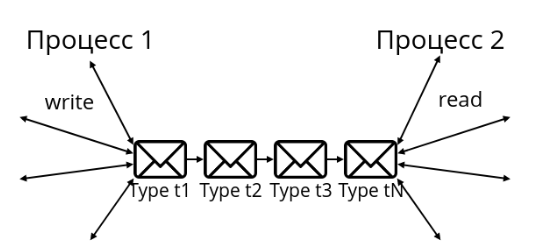 Процесс 1
Процесс 2
write
read
Type t1
Type t2
Type t3
Type tN